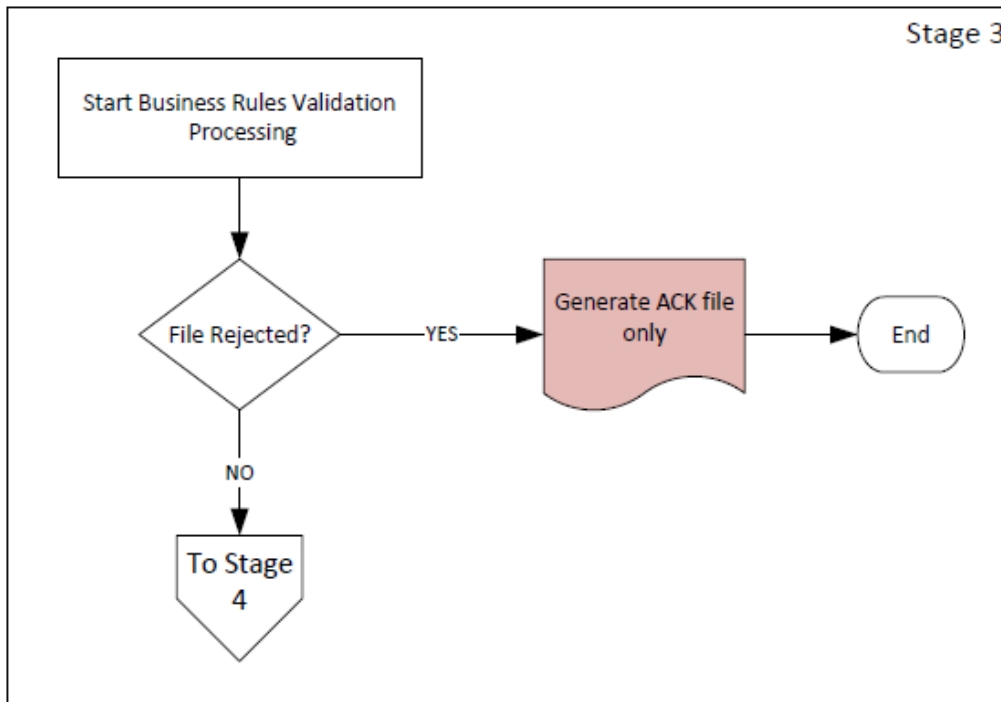 Stage 3
Start Business Rules Validation
Processing
File Rejected?
YES
Generate ACK file
only
End
NO
To Stage
4